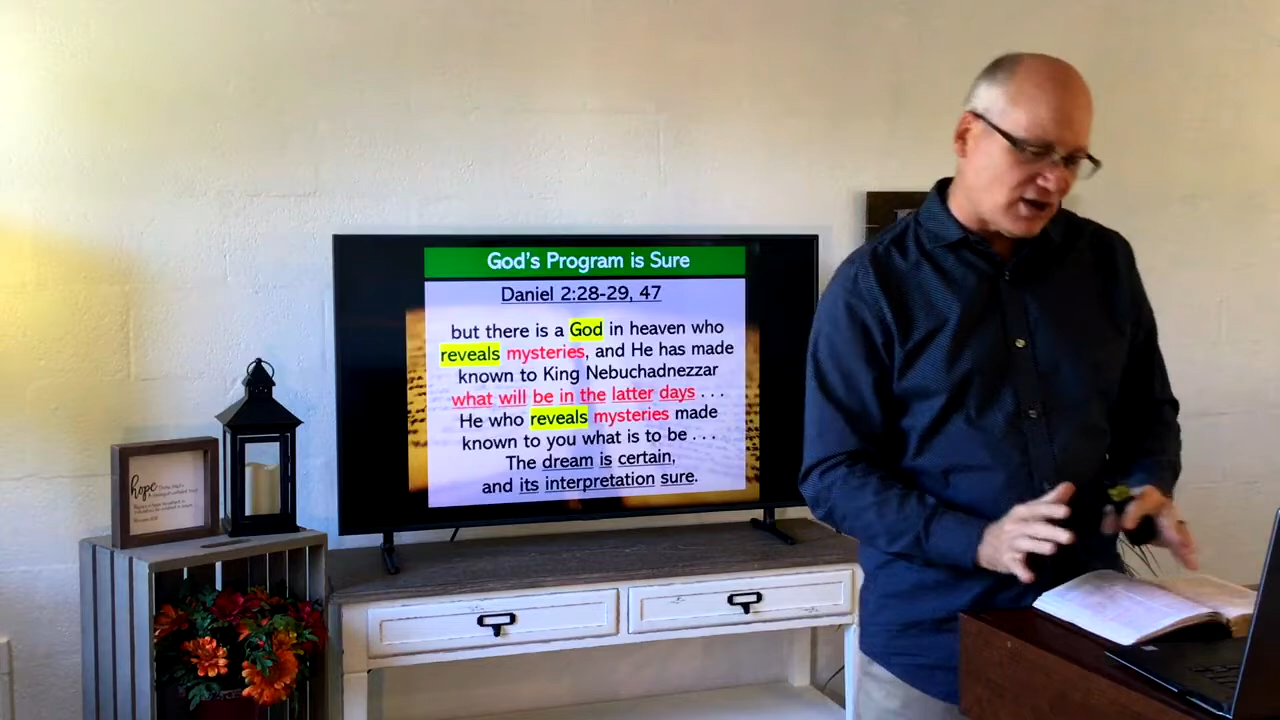 God's Program is Sure
Daniel 2:28-29, 47
but there is a God in heaven who
reveals mysteries, and He has made
known to King Nebuchadnezzar
what will be in the latter days . . .
He who reveals mysteries made
known to you what is to be . . .
The dream is certain,
and its interpretation sure.
hope